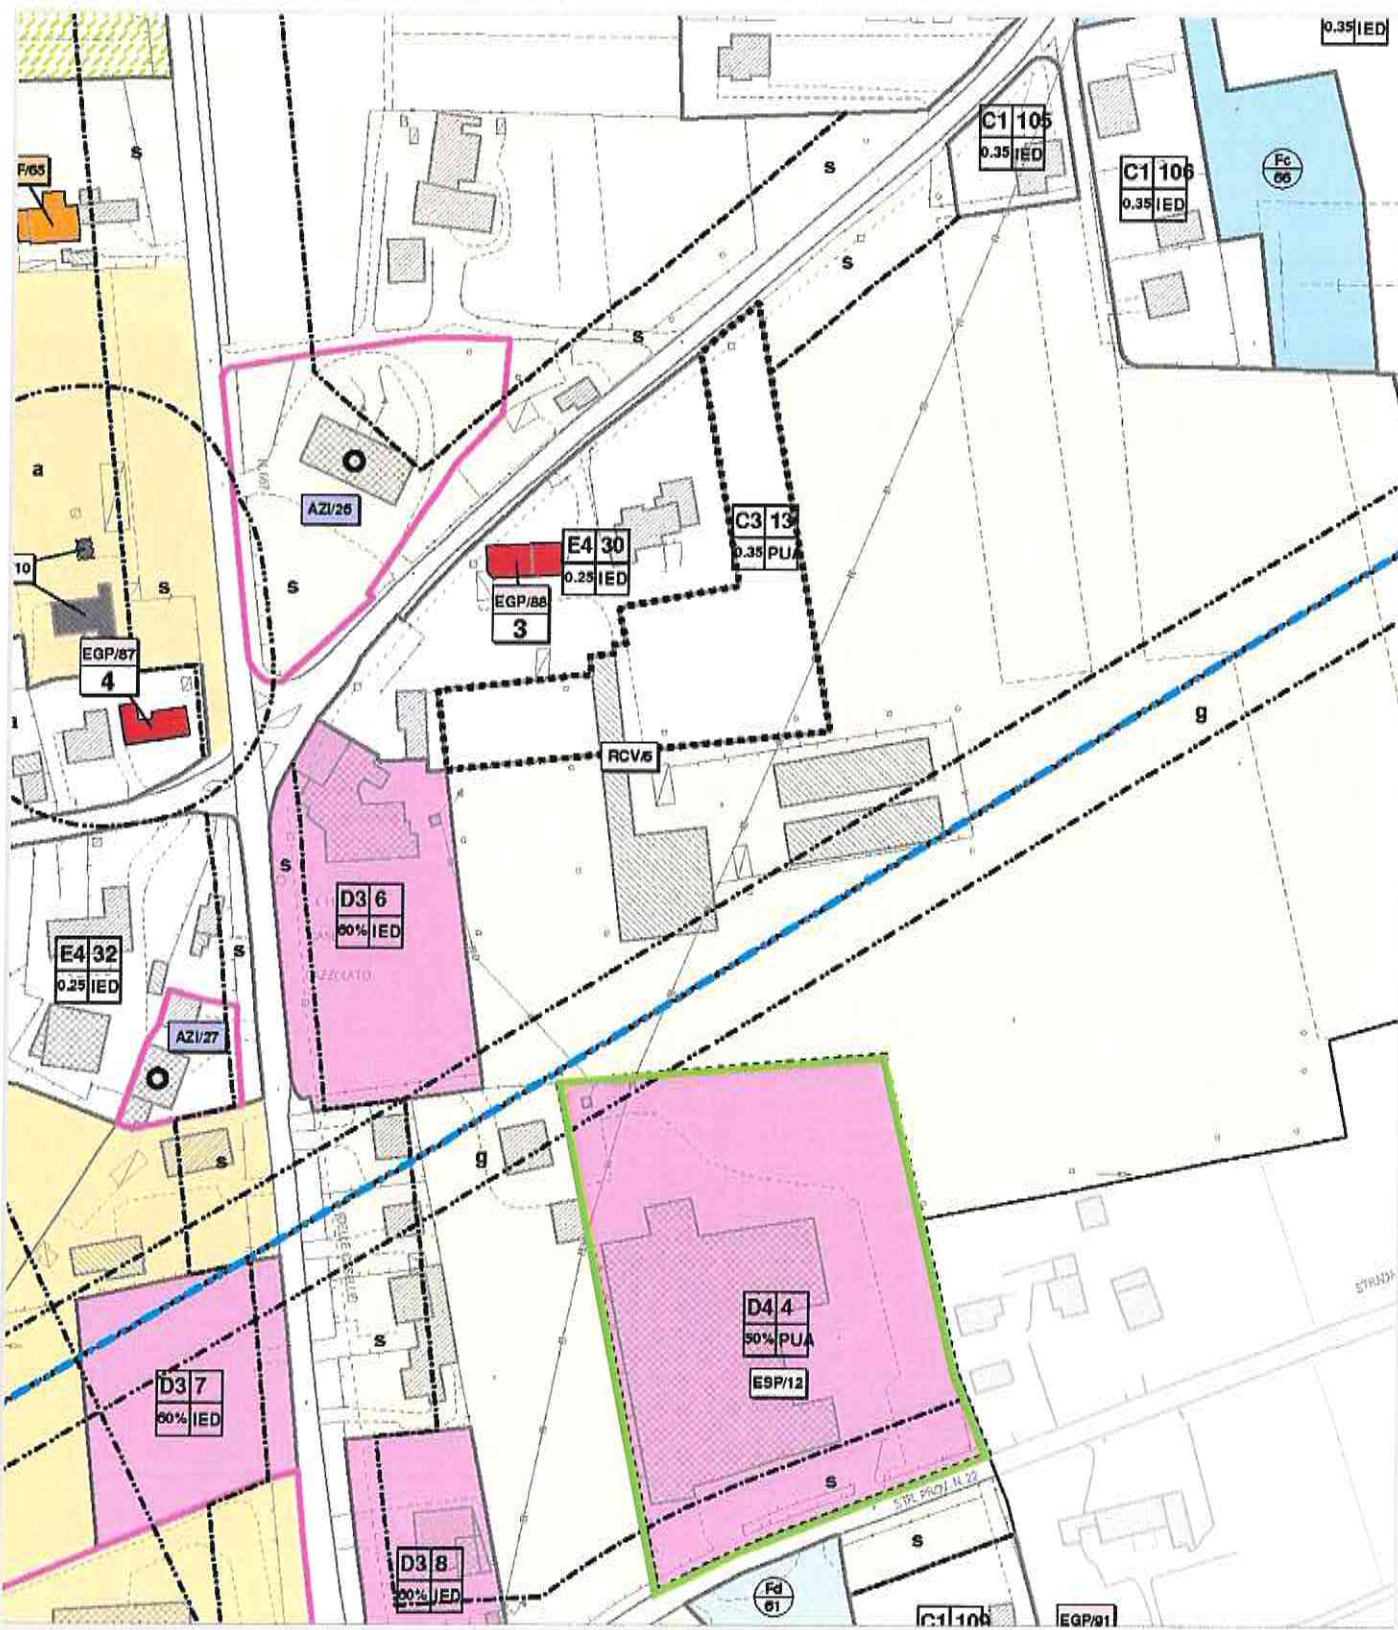 0.35 IED
s
C1 105
0.35 IED
F/65
C1 106
0.35 IED
Fc
66
s
s
s
a
AZI/26
C3 13
0.35 PUA
E4 30
0.25 IED
10
s
s
EGP/88
3
EGP/87
4
g
RCV/6
s
D3 6
60% IED
s
E4 32
0.25 IED
AZI/27
s
g
D4 4
50% PUA
s
STRADA
ESP/12
D3 7
60% IED
s
STR. PROV. N. 22
s
D3 8
60% IED
Fd
61
C1 109
EGP/91